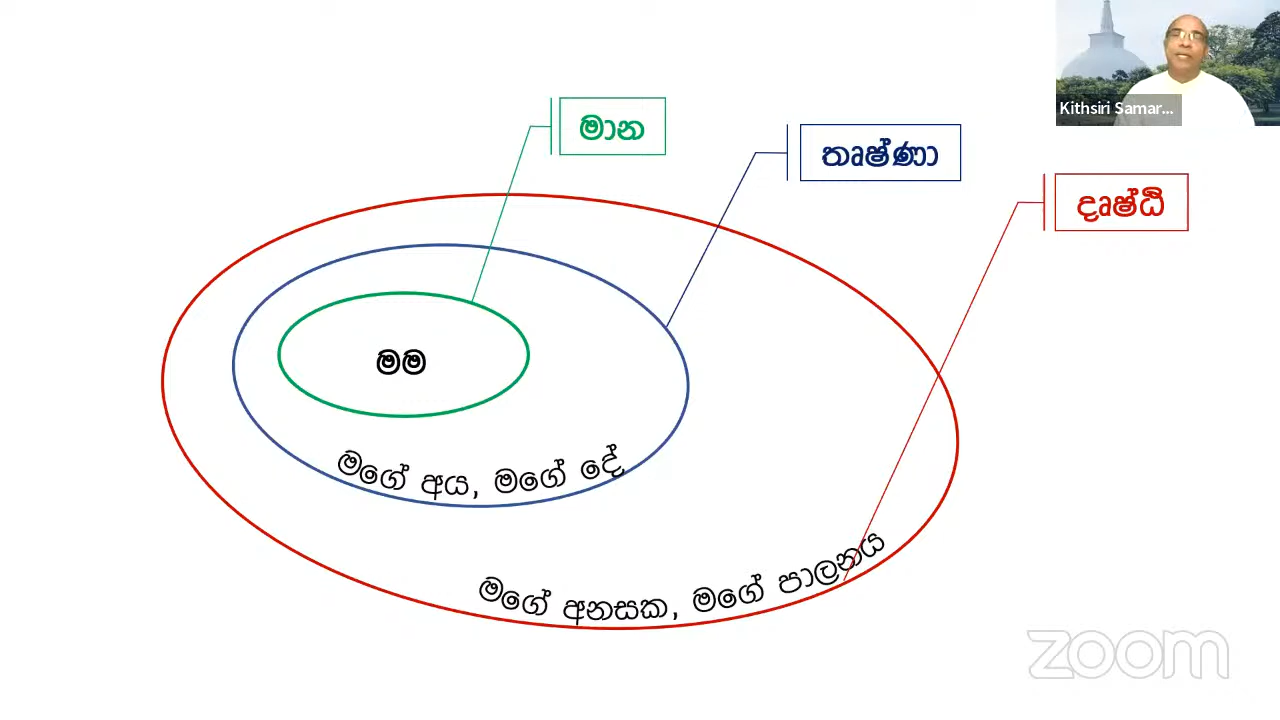 Kithsiri Samar...
මාන
තෘෂ්ණා
දෘෂ්ඨි
මම
මගේ අය, මගේ දේ
මගේ අනසක, මගේ පාලනය
zoom